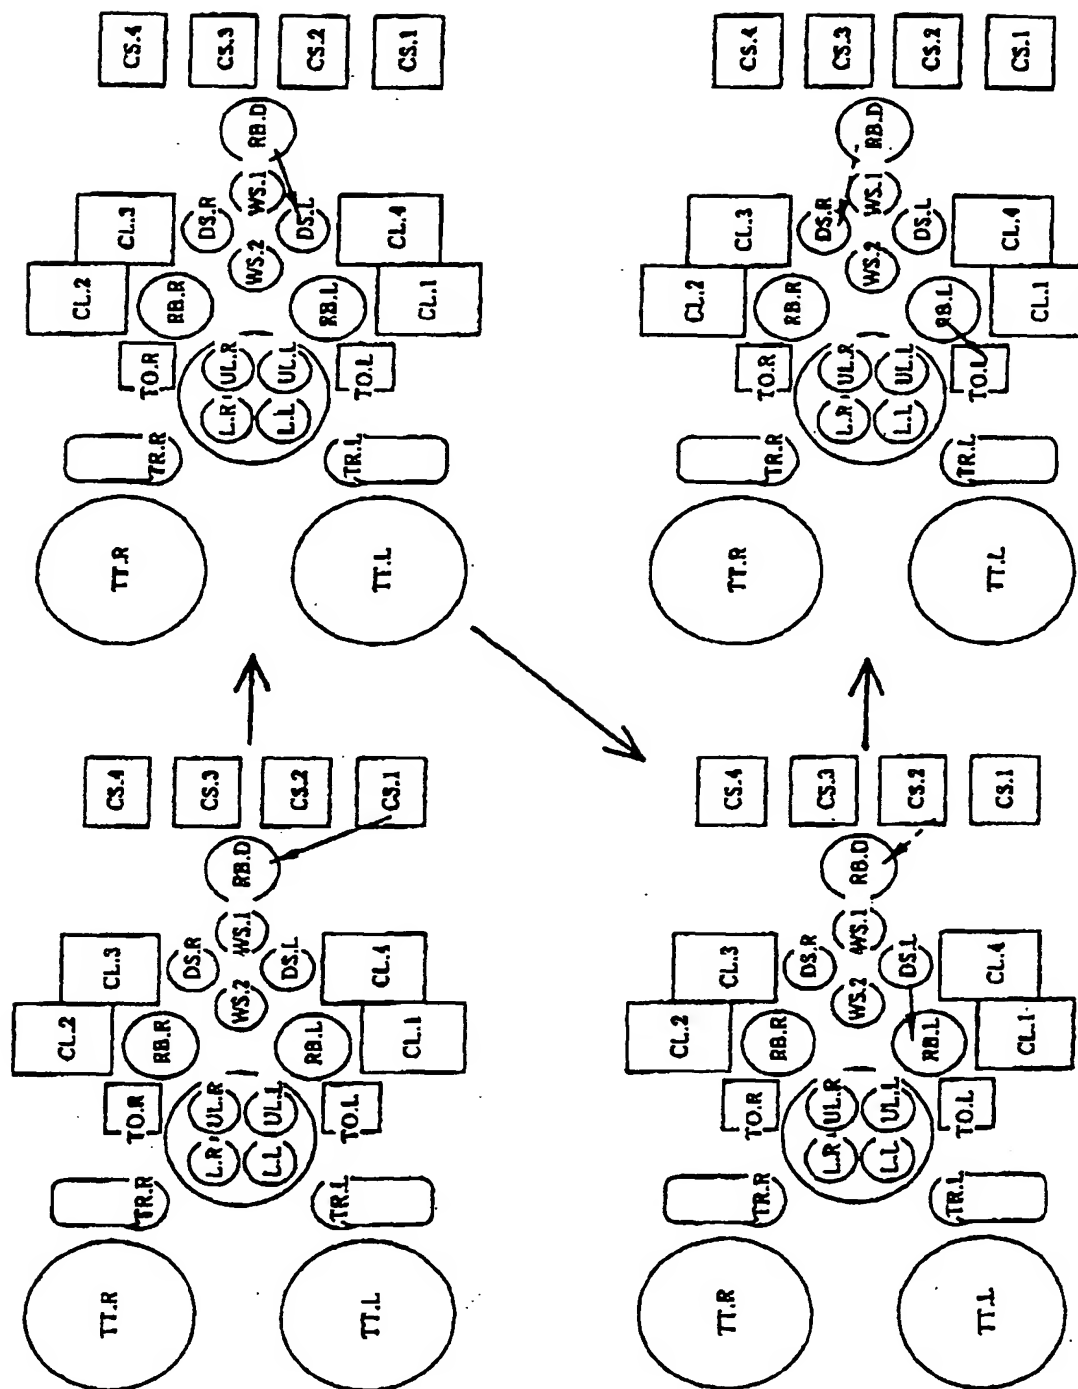 TT.L TT.R
TR.L TR.R
L.L L.R
TO.L UL.L UL.R TO.R
CL.1 RB.L RB.R CL.2
WS.2
CL.4 DS.L DS.R CL.3
WS.1
RB.D
CS.1 CS.2 CS.3 CS.4
TT.L TT.R
TR.L TR.R
L.L L.R
TO.L UL.L UL.R TO.R
CL.1 RB.L RB.R CL.2
WS.2
CL.4 DS.L DS.R CL.3
WS.1
RB.D
CS.1 CS.2 CS.3 CS.4
TT.L TT.R
TR.L TR.R
L.L L.R
TO.L UL.L UL.R TO.R
CL.1 RB.L RB.R CL.2
WS.2
CL.4 DS.L DS.R CL.3
WS.1
RB.D
CS.1 CS.2 CS.3 CS.4
TT.L TT.R
TR.L TR.R
L.L L.R
TO.L UL.L UL.R TO.R
CL.1 RB.L RB.R CL.2
WS.2
CL.4 DS.L DS.R CL.3
WS.1
RB.D
CS.1 CS.2 CS.3 CS.4